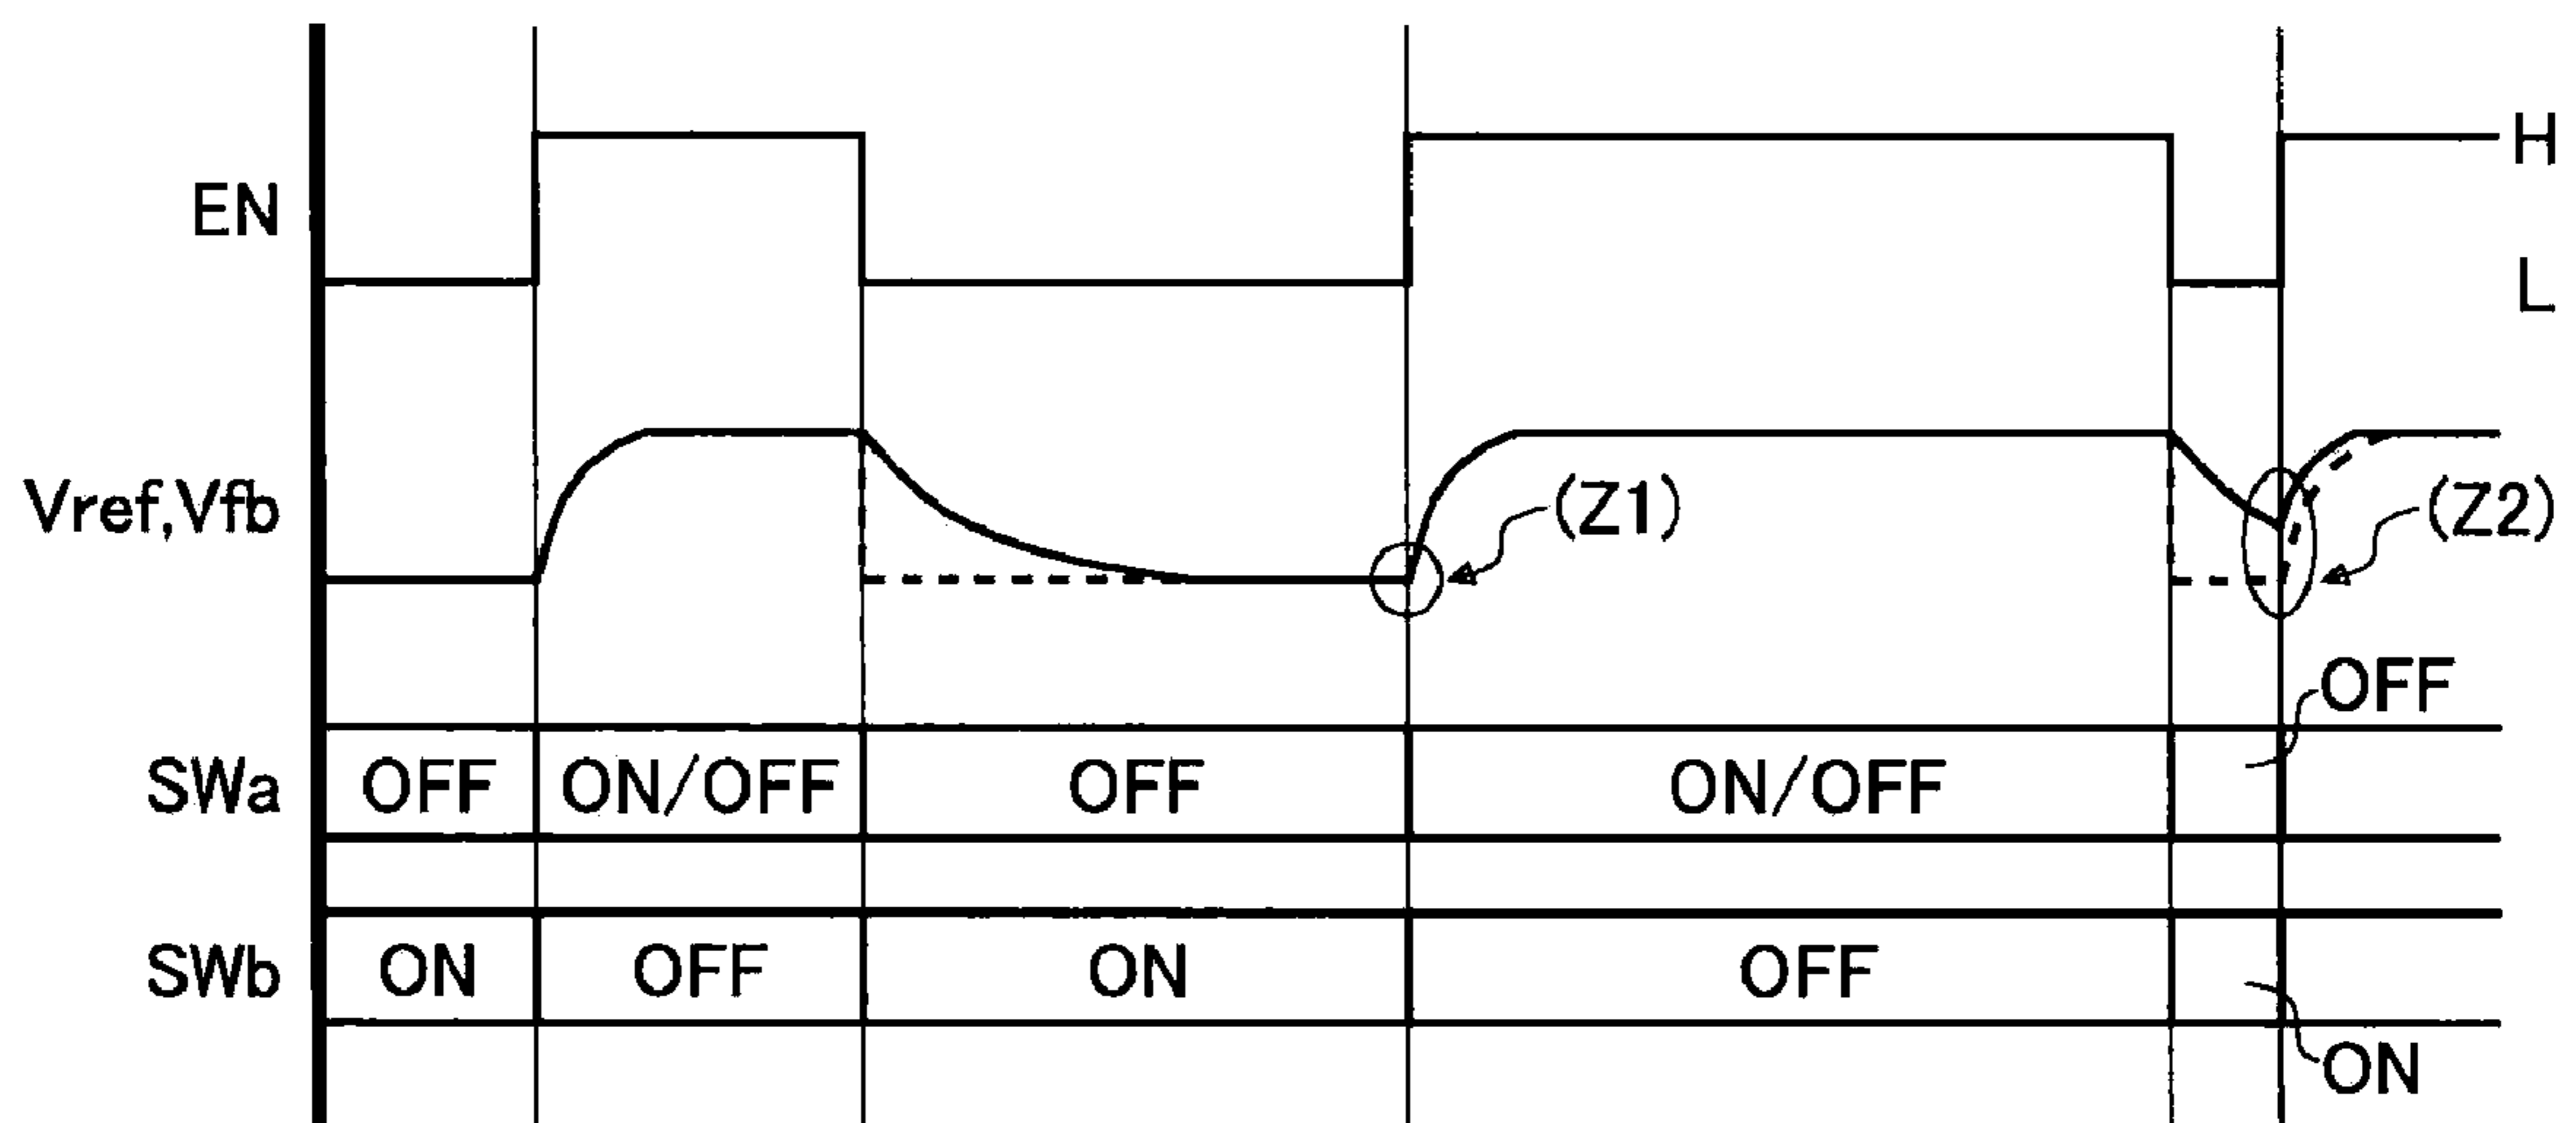 H
EN
L
Vref,Vfb
(Z1)
(Z2)
OFF
SWa
OFF
ON/OFF
OFF
ON/OFF
SWb
ON
OFF
ON
OFF
ON